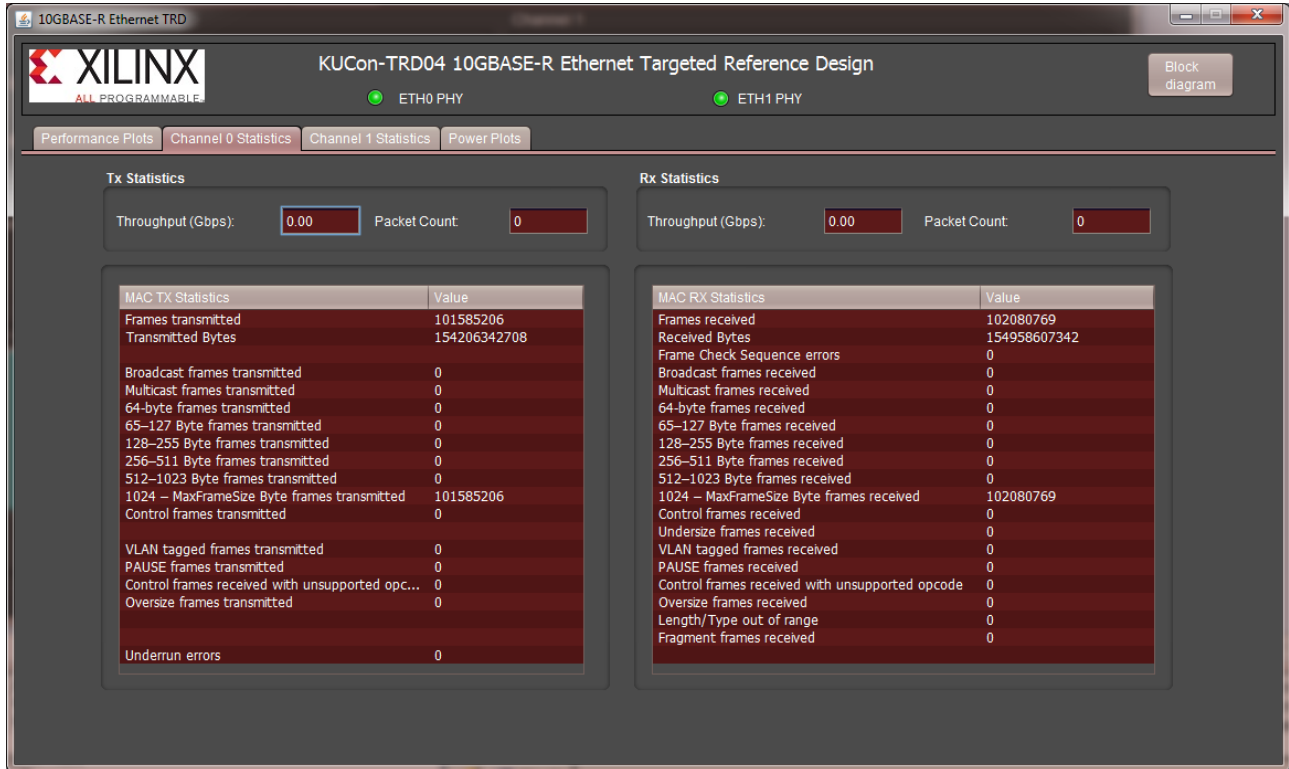 10GBASE-R Ethernet TRD
Channel 1
XILINX
ALL PROGRAMMABLE
KUCon-TRD04 10GBASE-R Ethernet Targeted Reference Design
ETH0 PHY
ETH1 PHY
Block
diagram
Performance Plots
Channel 0 Statistics
Channel 1 Statistics
Power Plots
Tx Statistics
Throughput (Gbps): 0.00 Packet Count: 0
MAC TX Statistics Value
Frames transmitted 101585206
Transmitted Bytes 154206342708
Broadcast frames transmitted 0
Multicast frames transmitted 0
64-byte frames transmitted 0
65–127 Byte frames transmitted 0
128–255 Byte frames transmitted 0
256–511 Byte frames transmitted 0
512–1023 Byte frames transmitted 0
1024 – MaxFrameSize Byte frames transmitted 101585206
Control frames transmitted 0
VLAN tagged frames transmitted 0
PAUSE frames transmitted 0
Control frames received with unsupported opc... 0
Oversize frames transmitted 0
Underrun errors 0
Rx Statistics
Throughput (Gbps): 0.00 Packet Count: 0
MAC RX Statistics Value
Frames received 102080769
Received Bytes 154958607342
Frame Check Sequence errors 0
Broadcast frames received 0
Multicast frames received 0
64-byte frames received 0
65–127 Byte frames received 0
128–255 Byte frames received 0
256–511 Byte frames received 0
512–1023 Byte frames received 0
1024 – MaxFrameSize Byte frames received 102080769
Control frames received 0
Undersize frames received 0
VLAN tagged frames received 0
PAUSE frames received 0
Control frames received with unsupported opcode 0
Oversize frames received 0
Length/Type out of range 0
Fragment frames received 0